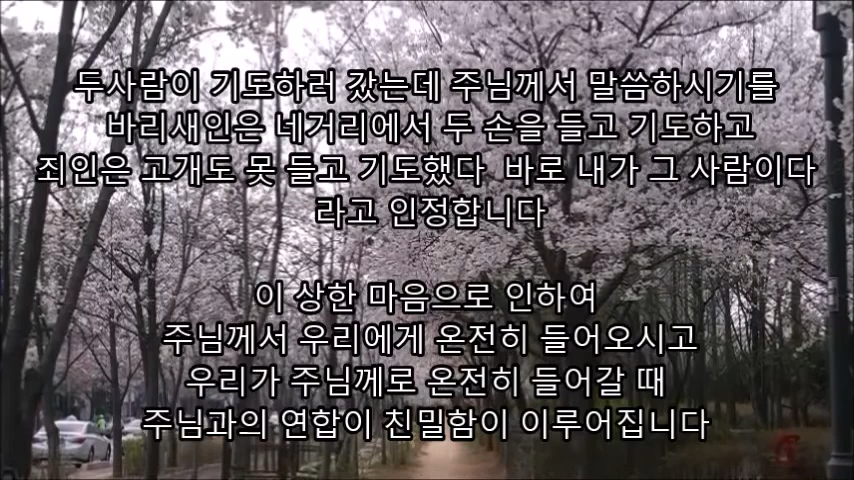 두사람이 기도하러 갔는데 주님께서 말씀하시기를
바리새인은 네거리에서 두 손을 들고 기도하고
죄인은 고개도 못 들고 기도했다 바로 내가 그 사람이다
라고 인정합니다
이 상한 마음으로 인하여
주님께서 우리에게 온전히 들어오시고
우리가 주님께로 온전히 들어갈 때
주님과의 연합이 친밀함이 이루어집니다